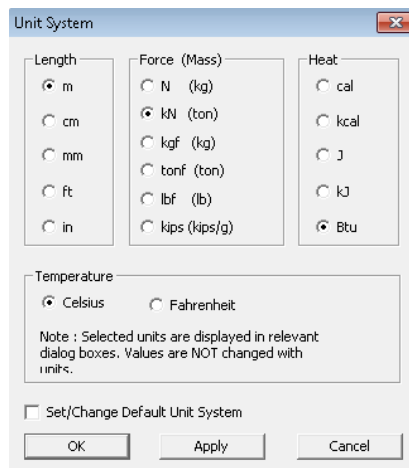 Unit System
Length
m
cm
mm
ft
in
Force (Mass)
N (kg)
kN (ton)
kgf (kg)
tonf (ton)
lbf (lb)
kips (kips/g)
Heat
cal
kcal
J
kJ
Btu
Temperature
Celsius Fahrenheit
Note : Selected units are displayed in relevant
dialog boxes. Values are NOT changed with
units.
Set/Change Default Unit System
OK Apply Cancel